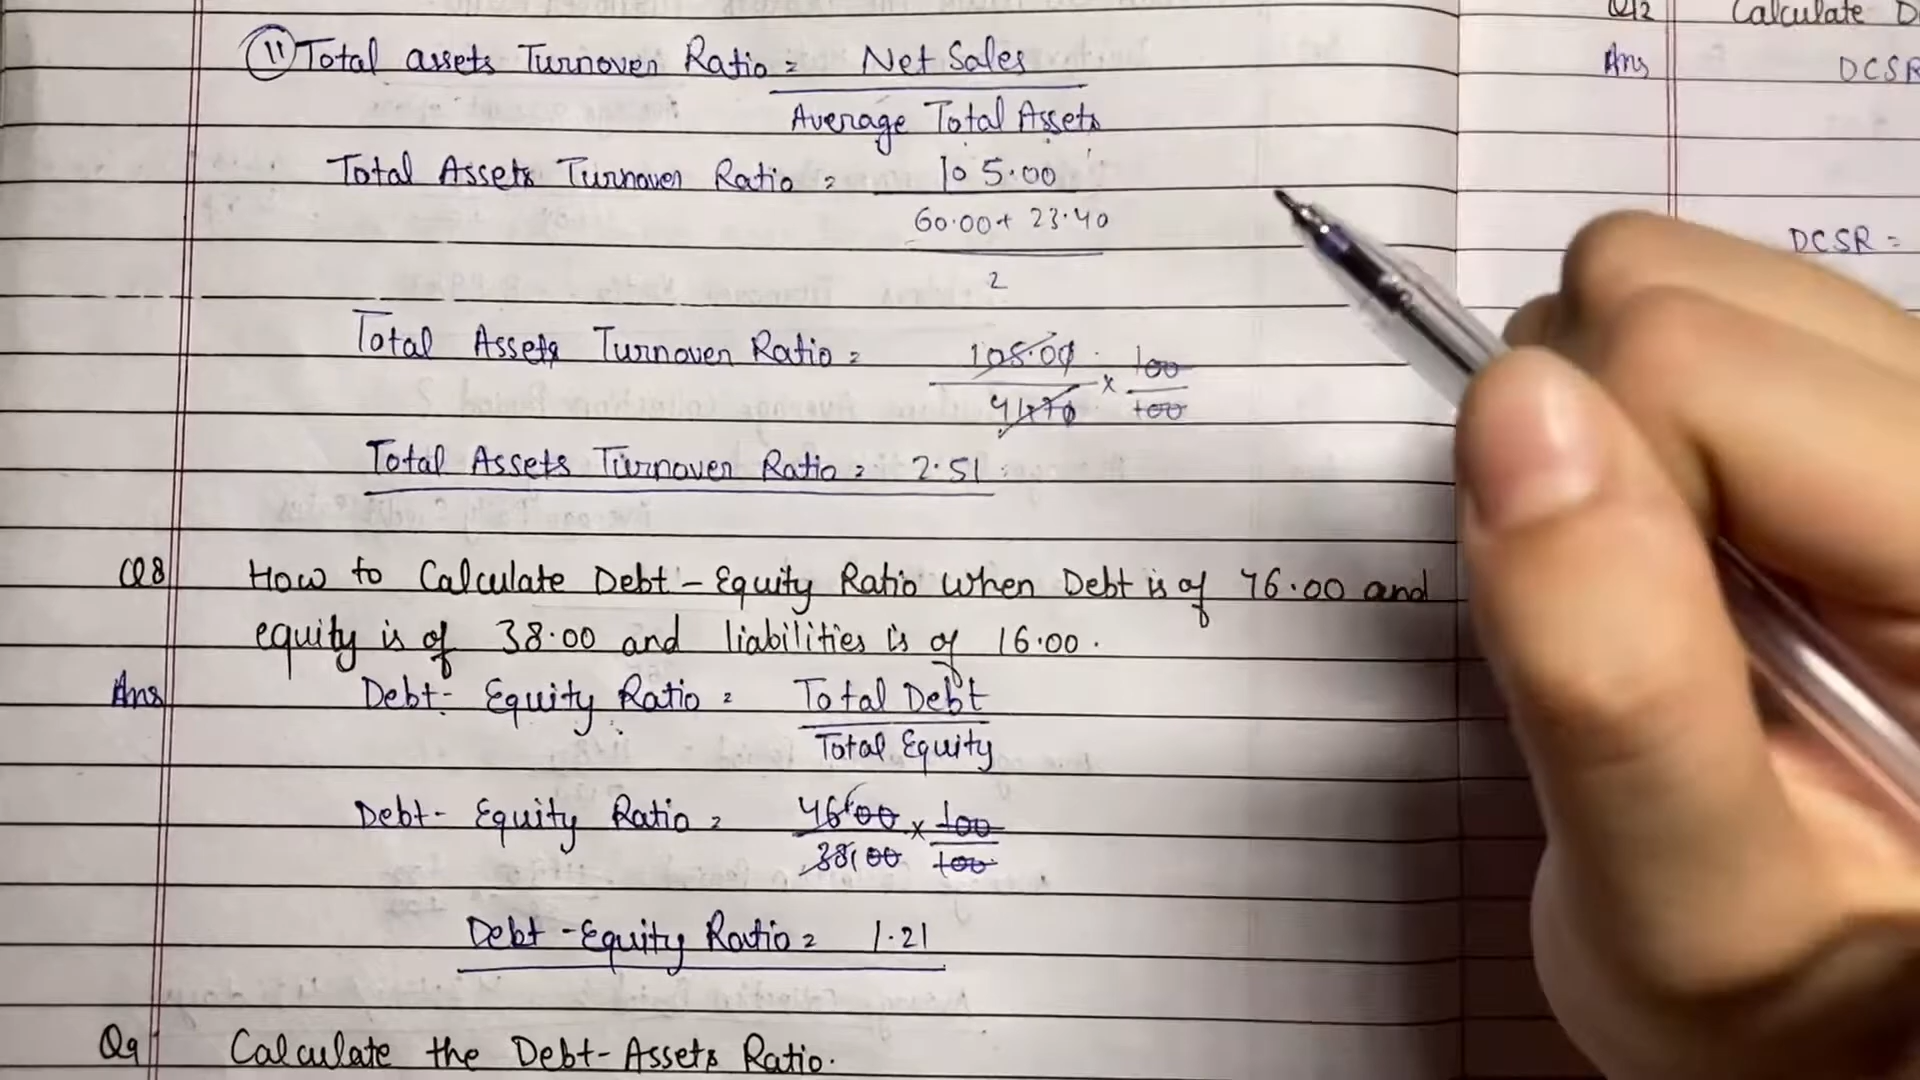 11 Total assets Turnover Ratio = Net Sales
Average Total Assets
Total Assets Turnover Ratio = 105.00
60.00+ 23.40
2
Total Assets Turnover Ratio = 105.00 x 100
41.70 100
Total Assets Turnover Ratio = 2.51
Q8 How to Calculate Debt-Equity Ratio when Debt is of 46.00 and
equity is of 38.00 and liabilities is of 16.00.
Ans Debt-Equity Ratio = Total Debt
Total Equity
Debt-Equity Ratio = 46.00 x 100
38.00 100
Debt-Equity Ratio = 1.21
Q9 Calculate the Debt-Assets Ratio.
Q12 Calculate D
Ans DCSR
DCSR =